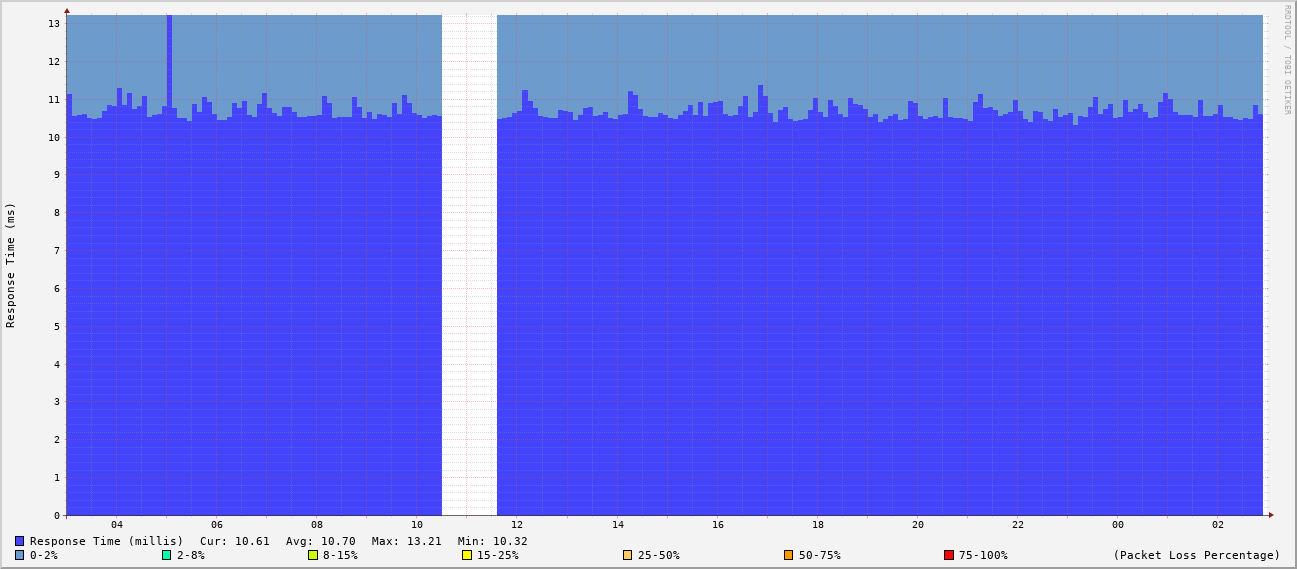 RRDTOOL / TOBI OETIKER
Response Time (ms)
13
12
11
10
9
8
7
6
5
4
3
2
1
0
04 06 08 10 12 14 16 18 20 22 00 02
Response Time (millis) Cur: 10.61 Avg: 10.70 Max: 13.21 Min: 10.32
0-2% 2-8% 8-15% 15-25% 25-50% 50-75% 75-100% (Packet Loss Percentage)